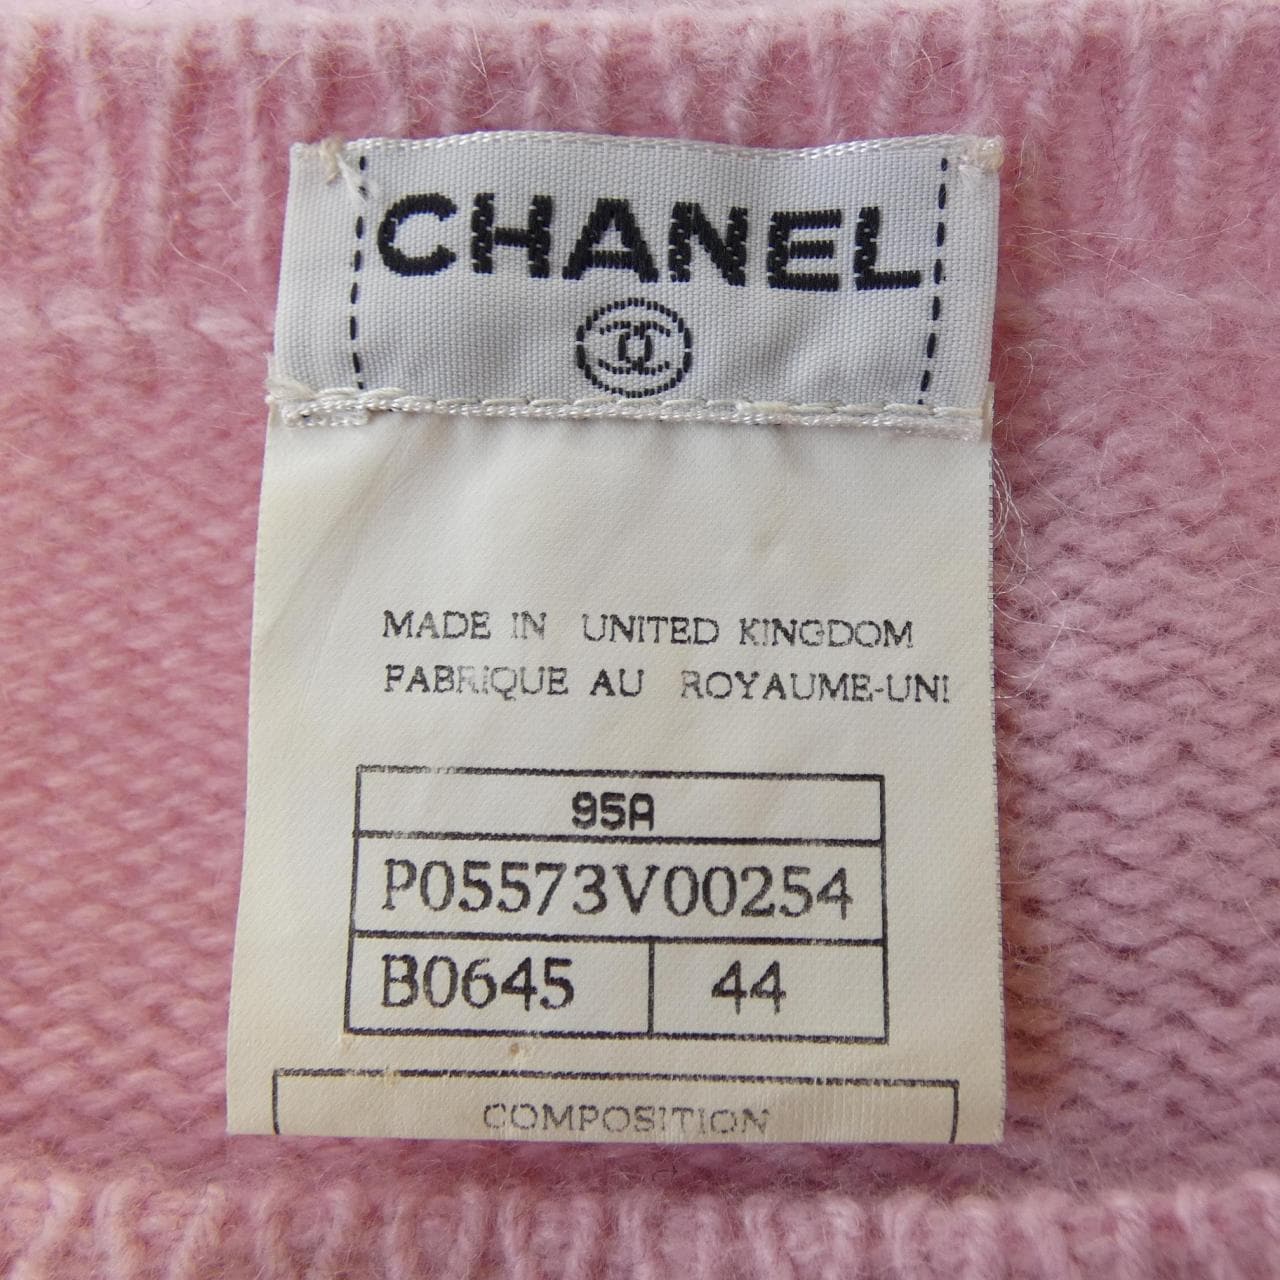 CHANEL
MADE IN UNITED KINGDOM
FABRIQUE AU ROYAUME-UNI
95A
P05573V00254
B0645 44
COMPOSITION